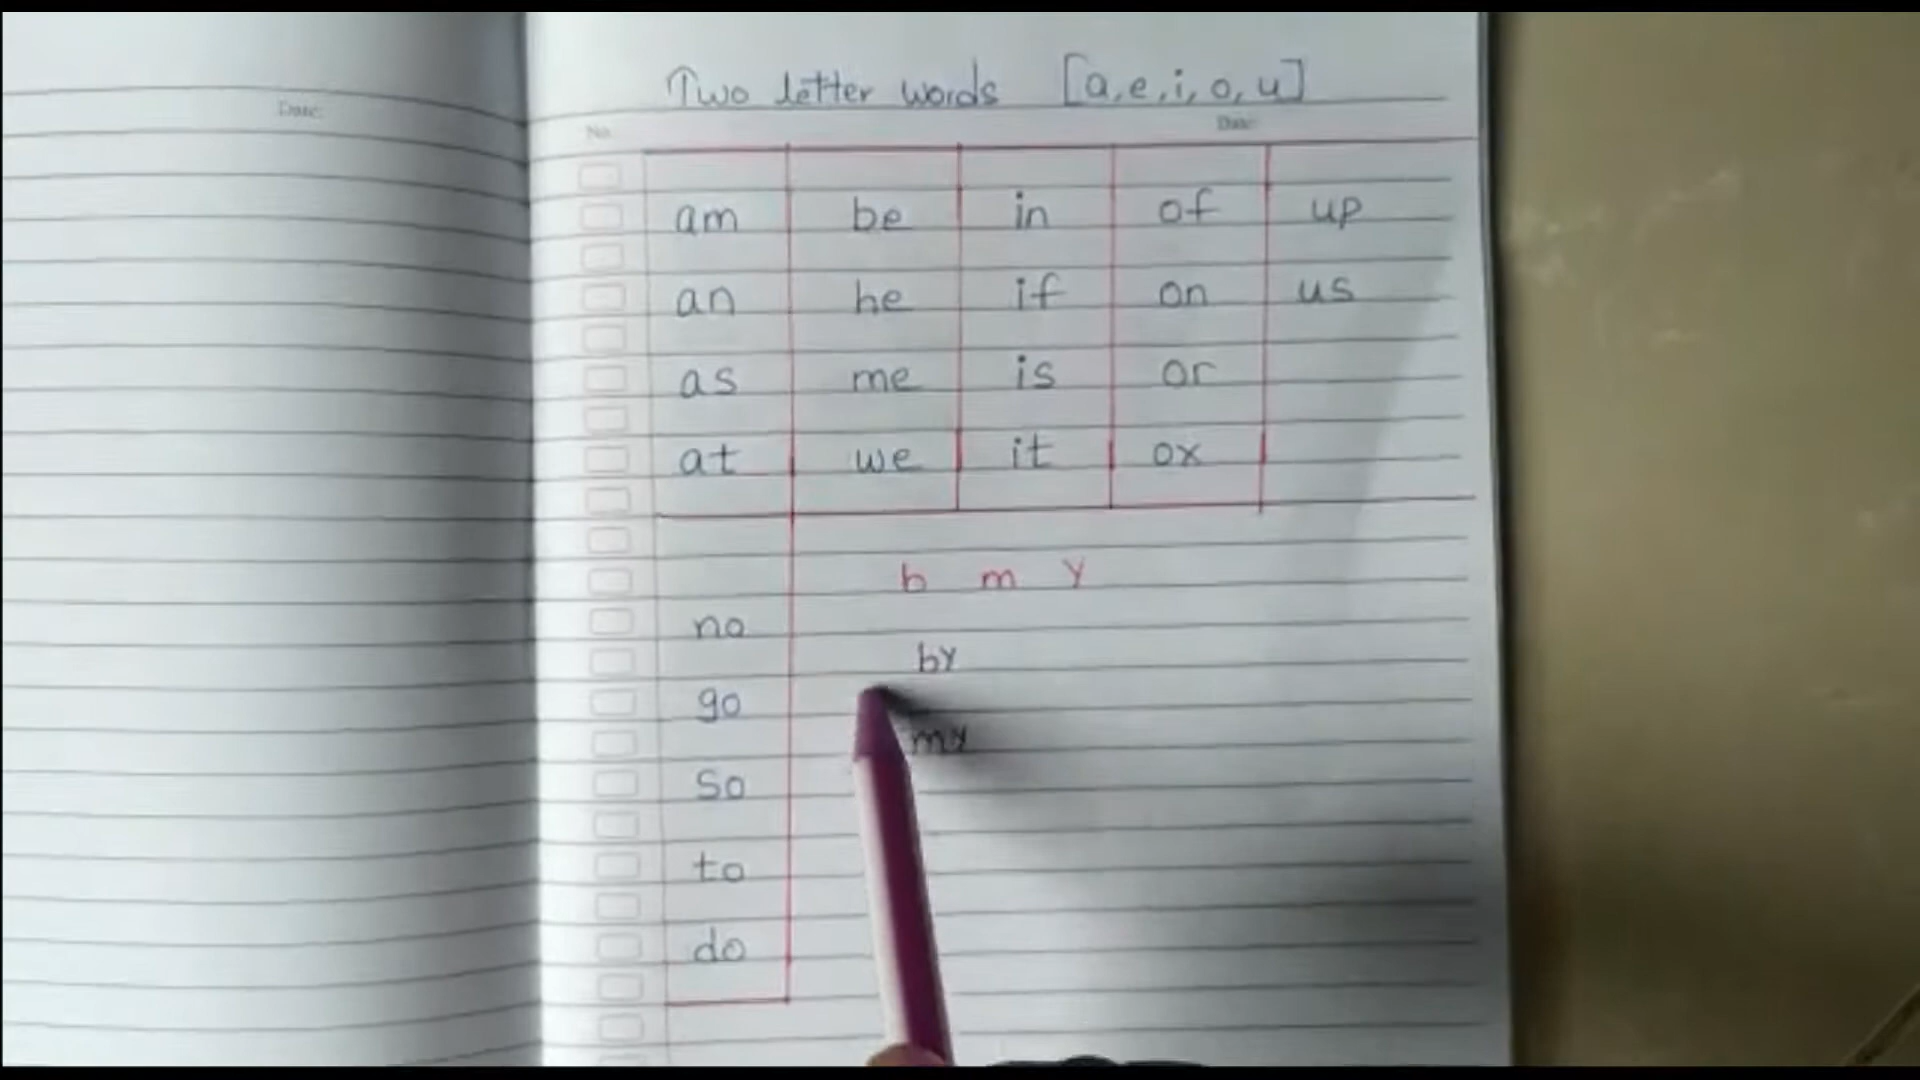 Date:
Two letter words [a, e, i, o, u]
No.
Date:
am be in of up
an he if on us
as me is or
at we it ox
b m y
no
by
go
my
so
to
do